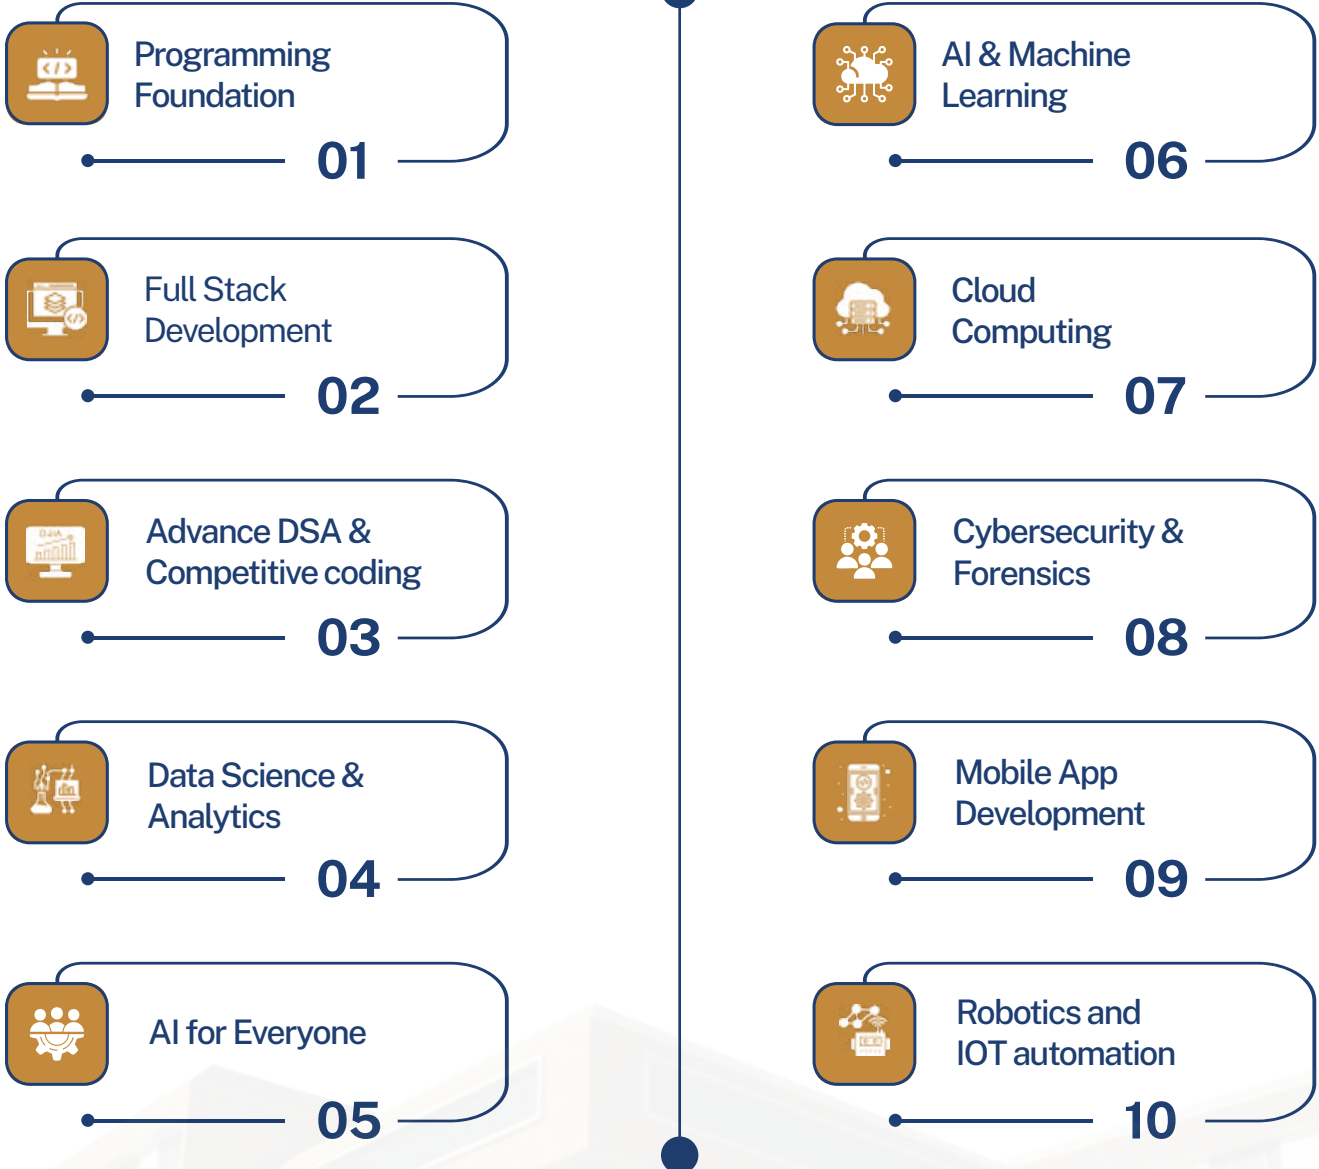 Programming
Foundation
01
Full Stack
Development
02
Advance DSA &
Competitive coding
03
Data Science &
Analytics
04
AI for Everyone
05
AI & Machine
Learning
06
Cloud
Computing
07
Cybersecurity &
Forensics
08
Mobile App
Development
09
Robotics and
IOT automation
10